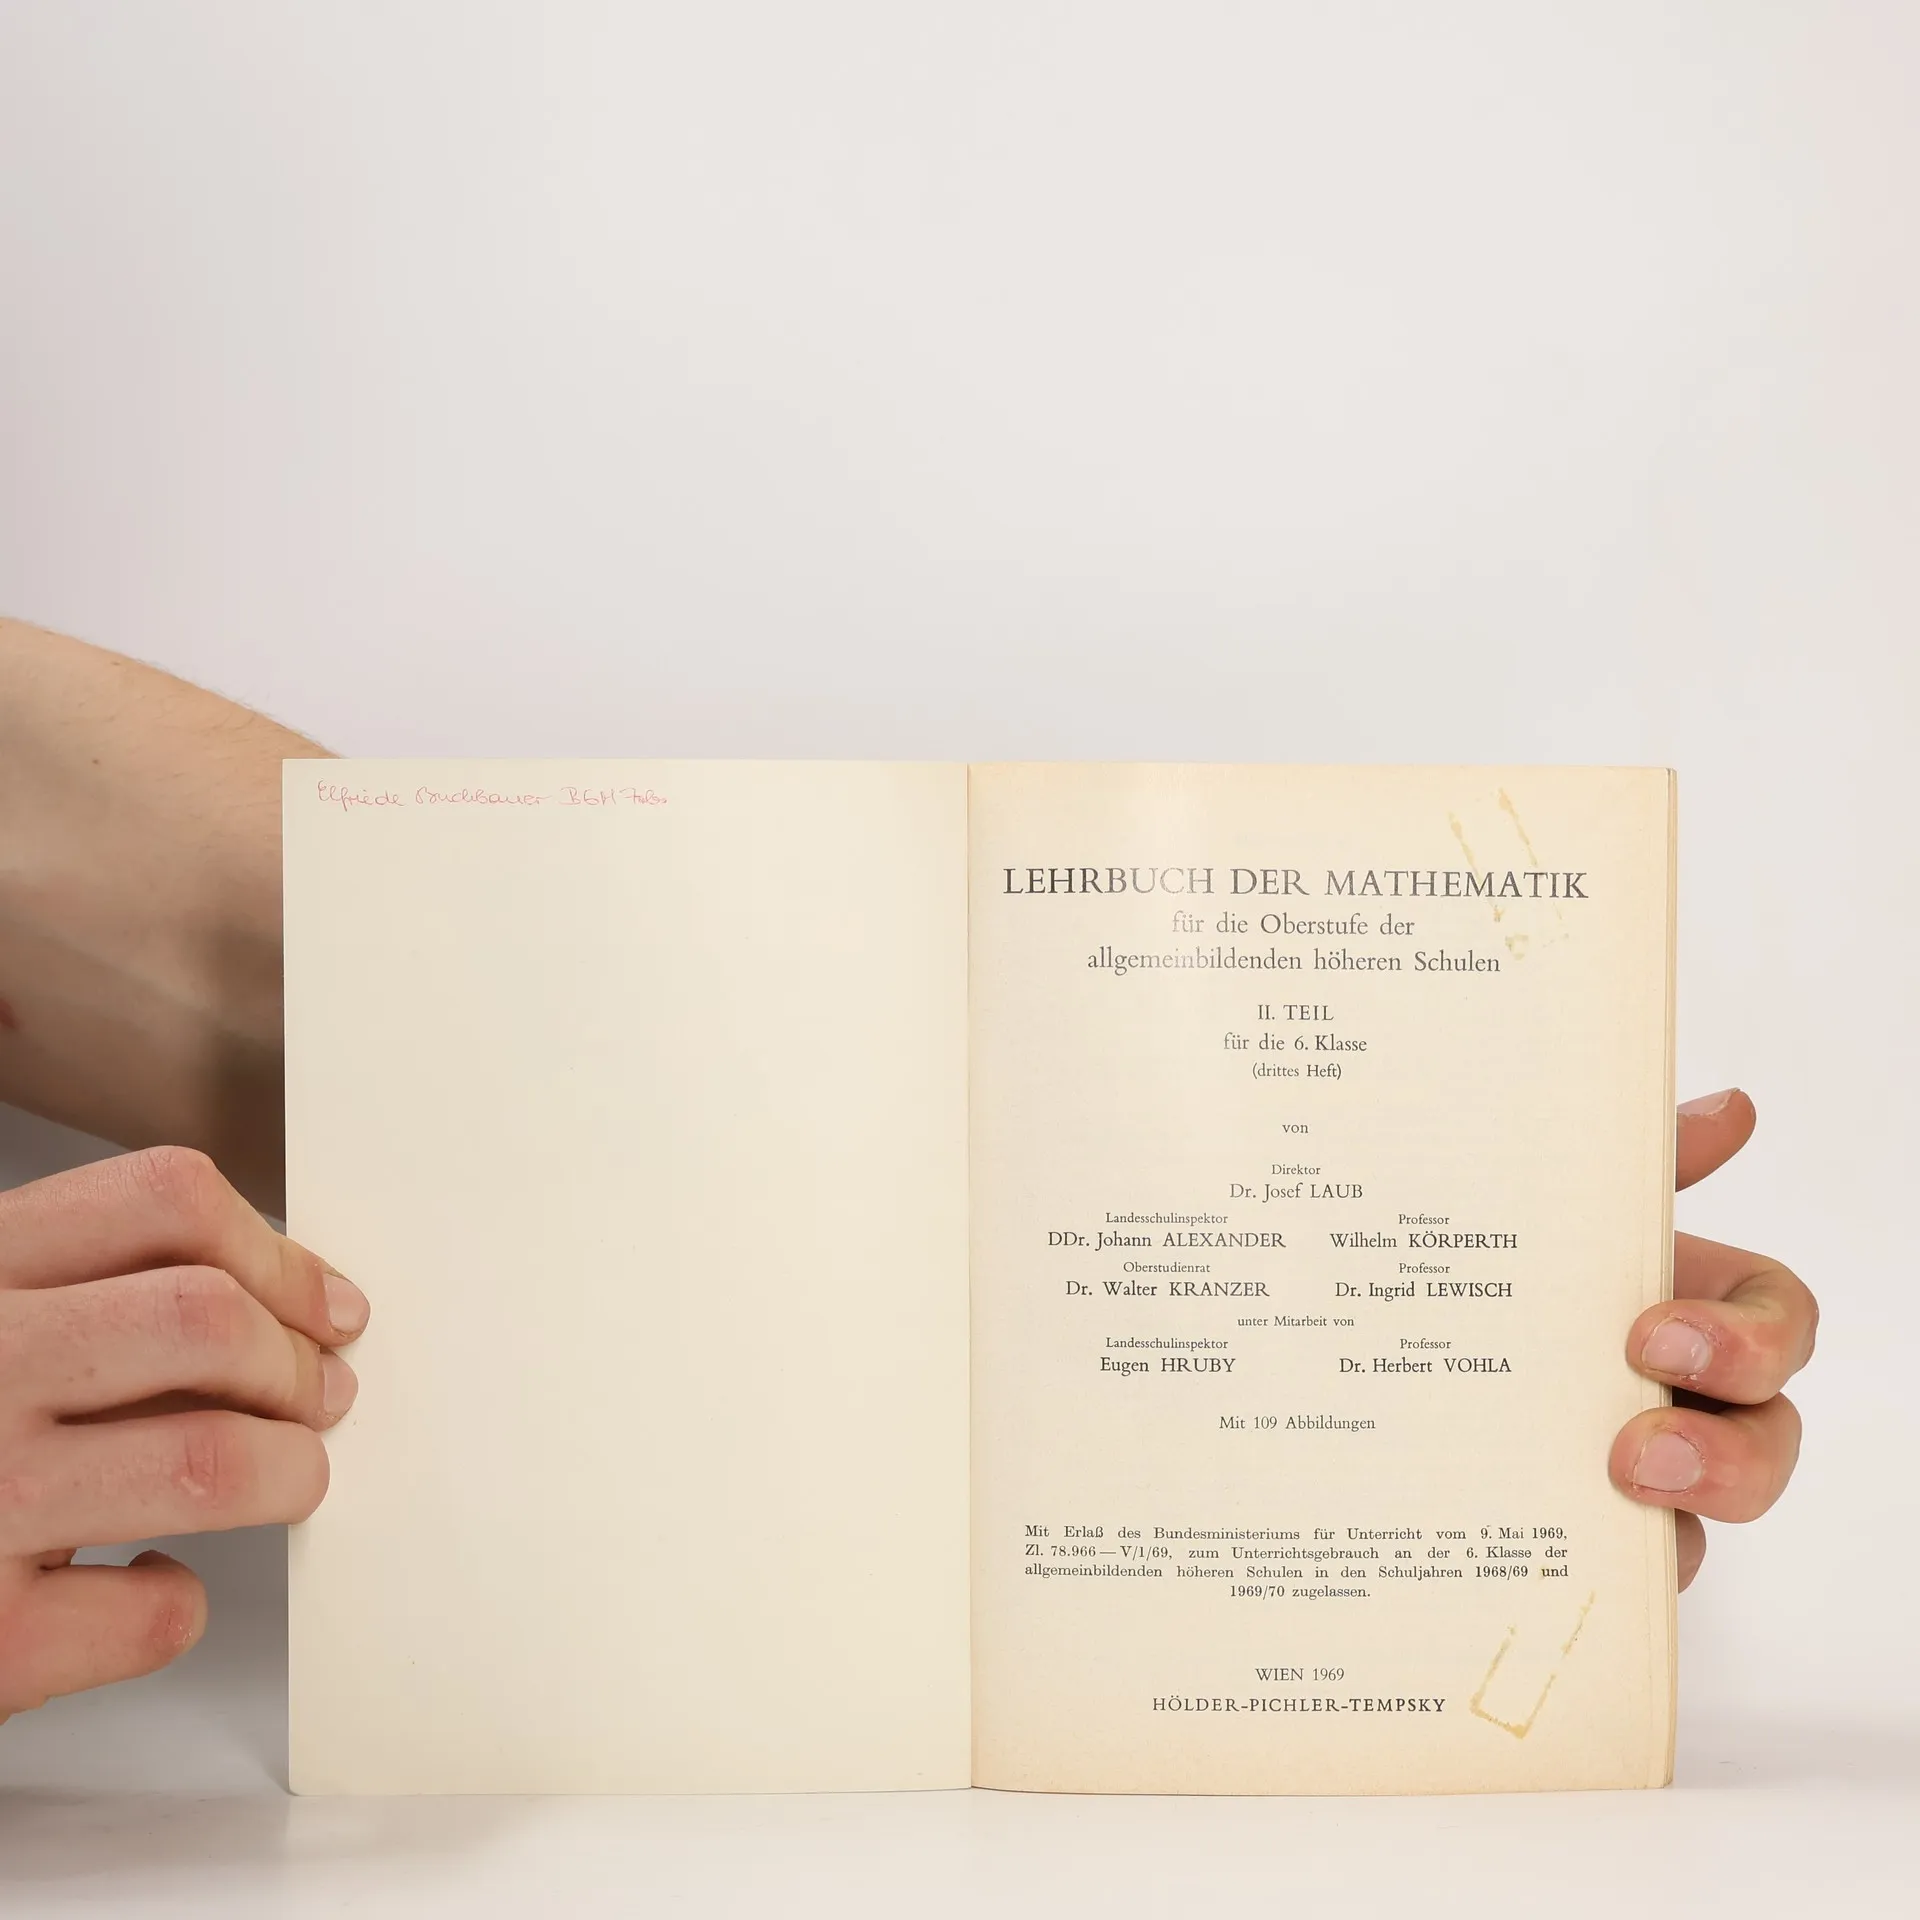 Elfriede Buchbauer
LEHRBUCH DER MATHEMATIK
für die Oberstufe der
allgemeinbildenden höheren Schulen
II. TEIL
für die 6. Klasse
(drittes Heft)
von
Direktor
Dr. Josef LAUB
Landesschulinspektor Professor
DDr. Johann ALEXANDER Wilhelm KÖRPERTH
Oberstudienrat Professor
Dr. Walter KRANZER Dr. Ingrid LEWISCH
unter Mitarbeit von
Landesschulinspektor Professor
Eugen HRUBY Dr. Herbert VOHLA
Mit 109 Abbildungen
Mit Erlaß des Bundesministeriums für Unterricht vom 9. Mai 1969,
Zl. 78.966 — V/1/69, zum Unterrichtsgebrauch an der 6. Klasse der
allgemeinbildenden höheren Schulen in den Schuljahren 1968/69 und
1969/70 zugelassen.
WIEN 1969
HÖLDER-PICHLER-TEMPSKY